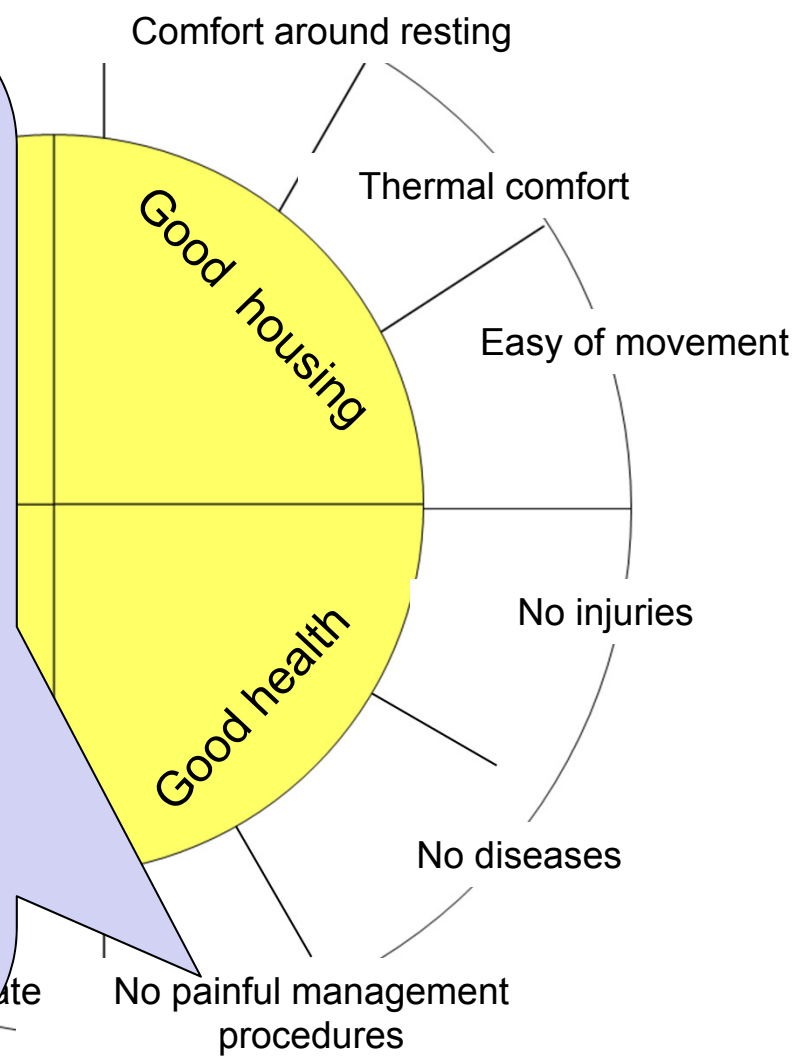 Comfort around resting
Thermal comfort
Good housing
Easy of movement
No injuries
Good health
No diseases
No painful management
procedures